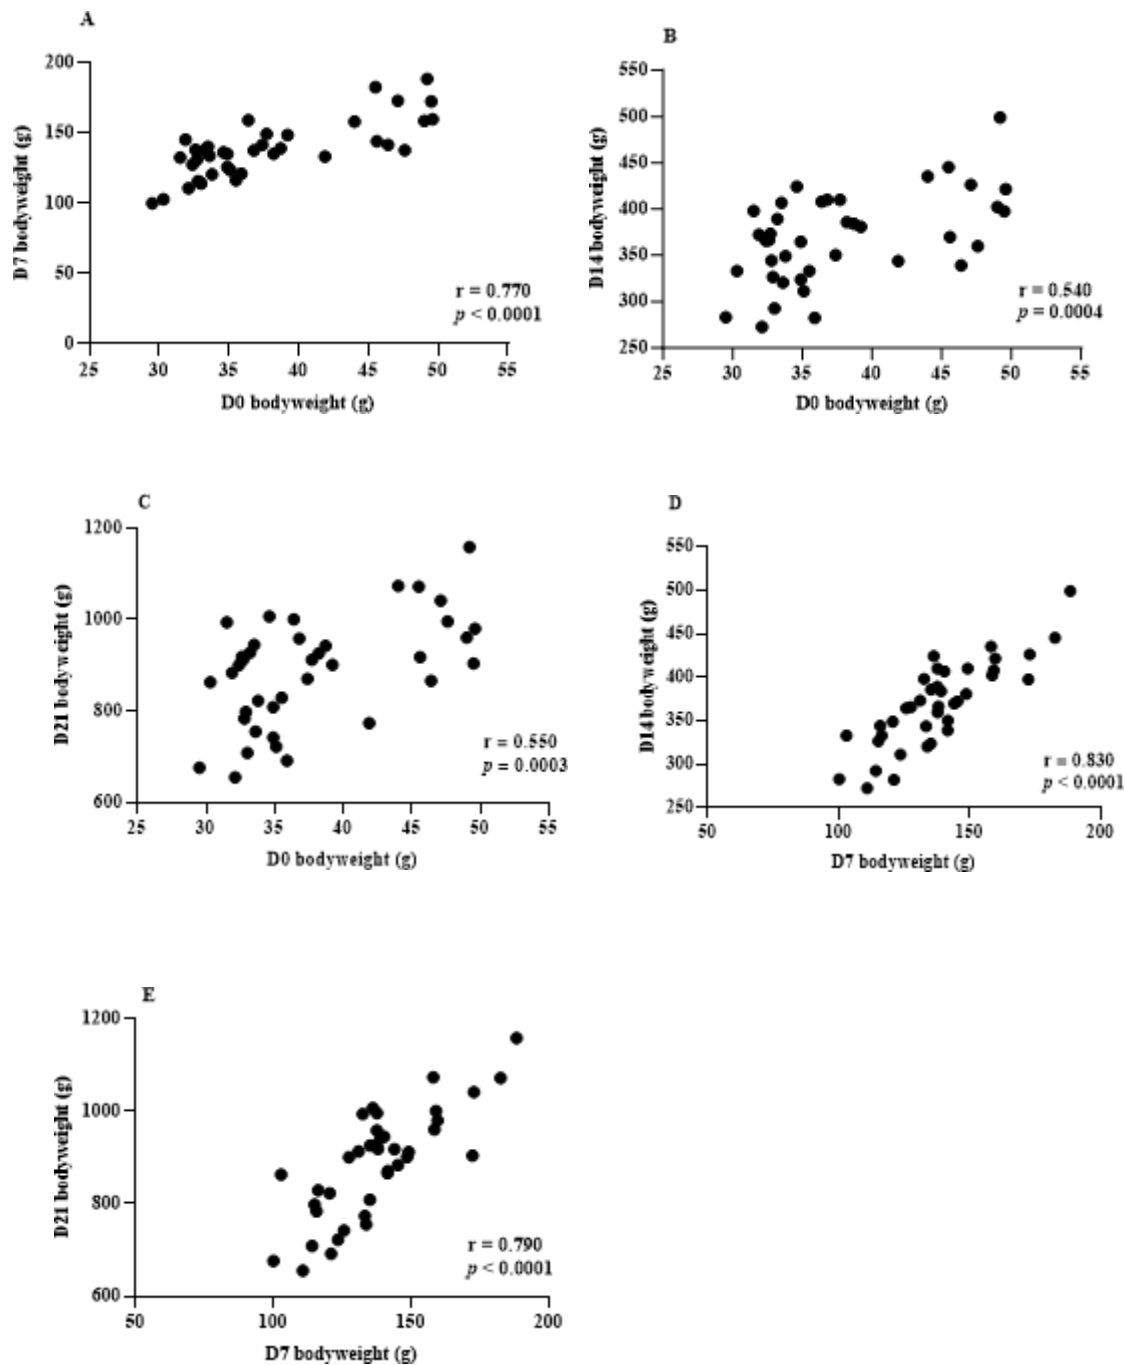 A
200
150
100
50
0
D7 bodyweight (g)
r = 0.770
p < 0.0001
25 30 35 40 45 50 55
D0 bodyweight (g)
B
550
500
450
400
350
300
250
D14 bodyweight (g)
r = 0.540
p = 0.0004
25 30 35 40 45 50 55
D0 bodyweight (g)
C
1200
1000
800
600
D21 bodyweight (g)
r = 0.550
p = 0.0003
25 30 35 40 45 50 55
D0 bodyweight (g)
D
550
500
450
400
350
300
250
D14 bodyweight (g)
r = 0.830
p < 0.0001
50 100 150 200
D7 bodyweight (g)
E
1200
1000
800
600
D21 bodyweight (g)
r = 0.790
p < 0.0001
50 100 150 200
D7 bodyweight (g)